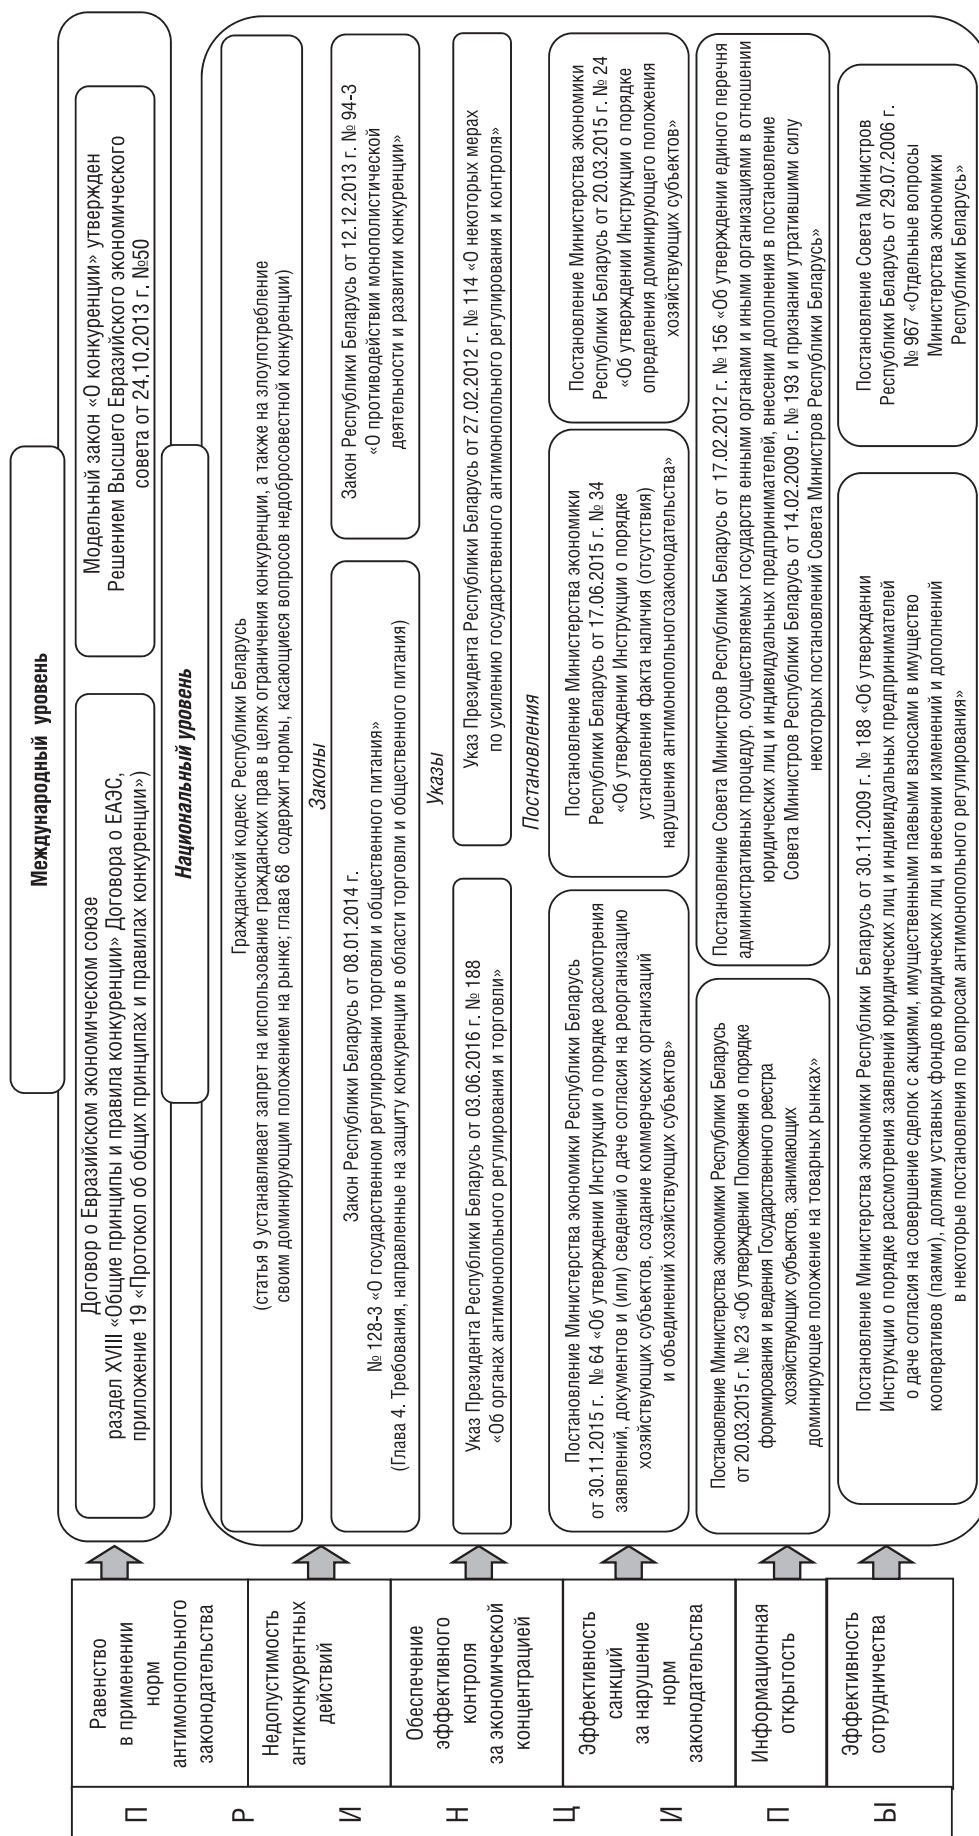 Международный уровень
Договор о Евразийском экономическом союзе
раздел XVIII «Общие принципы и правила конкуренции» Договора о ЕАЭС,
приложение 19 «Протокол об общих принципах и правилах конкуренции»)
Модельный закон «О конкуренции» утвержден
Решением Высшего Евразийского экономического
совета от 24.10.2013 г. №50
Национальный уровень
Гражданский кодекс Республики Беларусь
(статья 9 устанавливает запрет на использование гражданских прав в целях ограничения конкуренции, а также на злоупотребление
своим доминирующим положением на рынке; глава 68 содержит нормы, касающиеся вопросов недобросовестной конкуренции)
Законы
Закон Республики Беларусь от 08.01.2014 г.
№ 128-З «О государственном регулировании торговли и общественного питания»
(Глава 4. Требования, направленные на защиту конкуренции в области торговли и общественного питания)
Закон Республики Беларусь от 12.12.2013 г. № 94-З
«О противодействии монополистической
деятельности и развитии конкуренции»
Указы
Указ Президента Республики Беларусь от 03.06.2016 г. № 188
«Об органах антимонопольного регулирования и торговли»
Указ Президента Республики Беларусь от 27.02.2012 г. № 114 «О некоторых мерах
по усилению государственного антимонопольного регулирования и контроля»
Постановления
Постановление Министерства экономики Республики Беларусь
от 30.11.2015 г. № 64 «Об утверждении Инструкции о порядке рассмотрения
заявлений, документов и (или) сведений о даче согласия на реорганизацию
хозяйствующих субъектов, создание коммерческих организаций
и объединений хозяйствующих субъектов»
Постановление Министерства экономики
Республики Беларусь от 17.06.2015 г. № 34
«Об утверждении Инструкции о порядке
установления факта наличия (отсутствия)
нарушения антимонопольногозаконодательства»
Постановление Министерства экономики
Республики Беларусь от 20.03.2015 г. № 24
«Об утверждении Инструкции о порядке
определения доминирующего положения
хозяйствующих субъектов»
Постановление Министерства экономики Республики Беларусь
от 20.03.2015 г. № 23 «Об утверждении Положения о порядке
формирования и ведения Государственного реестра
хозяйствующих субъектов, занимающих
доминирующее положение на товарных рынках»
Постановление Совета Министров Республики Беларусь от 17.02.2012 г. № 156 «Об утверждении единого перечня
административных процедур, осуществляемых государств енными органами и иными организациями в отношении
юридических лиц и индивидуальных предпринимателей, внесении дополнения в постановление
Совета Министров Республики Беларусь от 14.02.2009 г. № 193 и признании утратившими силу
некоторых постановлений Совета Министров Республики Беларусь»
Постановление Министерства экономики Республики Беларусь от 30.11.2009 г. № 188 «Об утверждении
Инструкции о порядке рассмотрения заявлений юридических лиц и индивидуальных предпринимателей
о даче согласия на совершение сделок с акциями, имущественными паевыми взносами в имущество
кооперативов (паями), долями уставных фондов юридических лиц и внесении изменений и дополнений
в некоторые постановления по вопросам антимонопольного регулирования»
Постановление Совета Министров
Республики Беларусь от 29.07.2006 г.
№ 967 «Отдельные вопросы
Министерства экономики
Республики Беларусь»
Равенство
в применении
норм
антимонопольного
законодательства
Недопустимость
антиконкурентных
действий
Обеспечение
эффективного
контроля
за экономической
концентрацией
Эффективность
санкций
за нарушение
норм
законодательства
Информационная
открытость
Эффективность
сотрудничества
П Р И Н Ц И П Ы